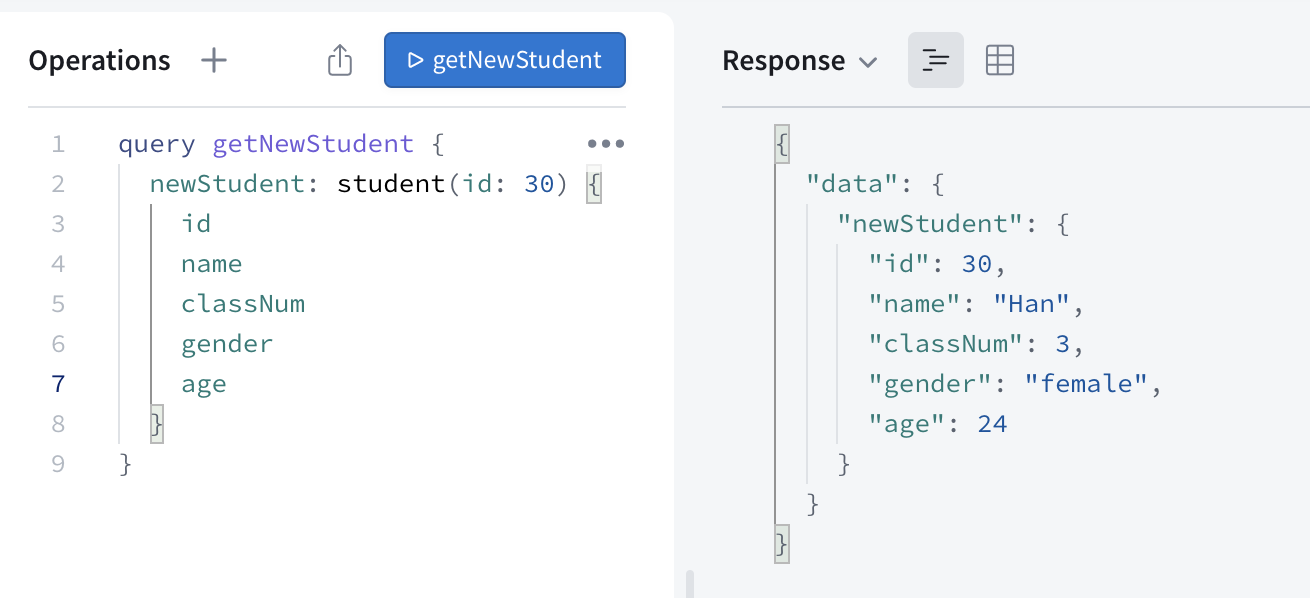 Operations
getNewStudent
1 query getNewStudent {
2 newStudent: student(id: 30) {
3 id
4 name
5 classNum
6 gender
7 age
8 }
9 }
Response
{
"data": {
"newStudent": {
"id": 30,
"name": "Han",
"classNum": 3,
"gender": "female",
"age": 24
}
}
}